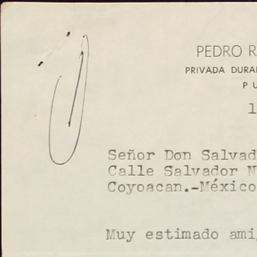 PEDRO R
PRIVADA DURA
P U
1
Señor Don Salvad
Calle Salvador N
Coyoacan.-México
Muy estimado ami